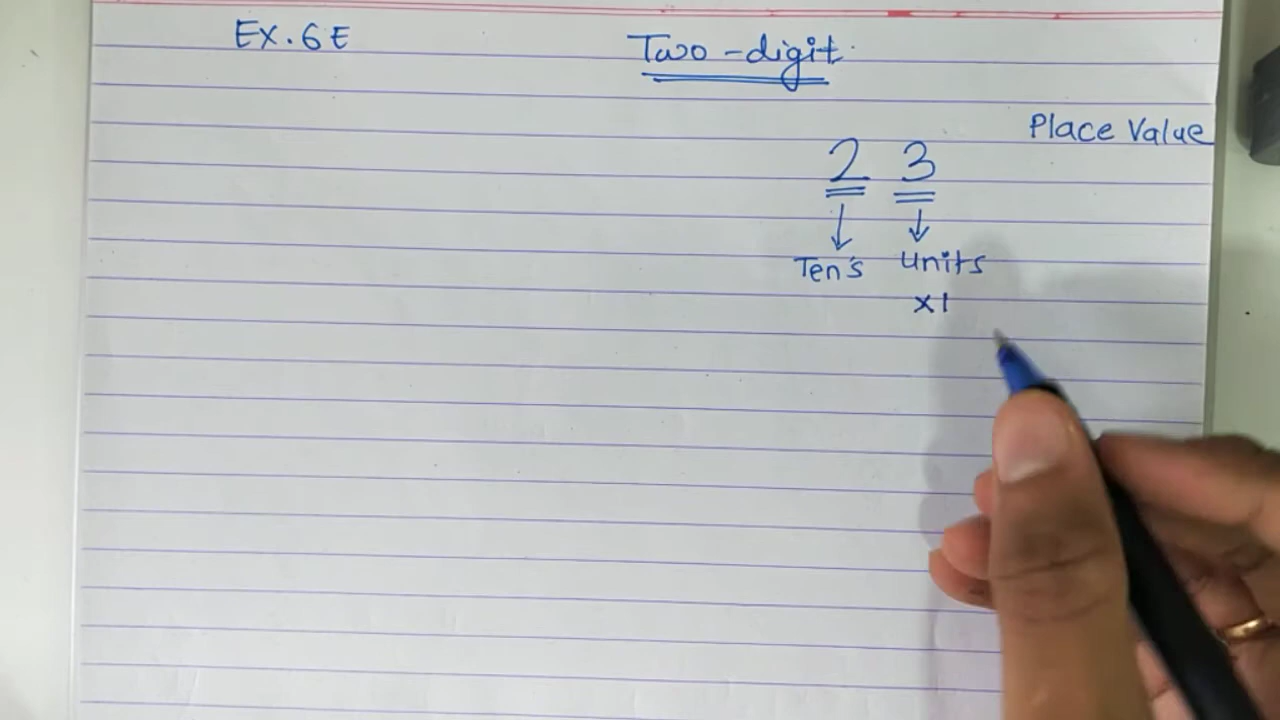 Ex. 6E
Two-digit
Place Value
2 3
Ten's units
x1